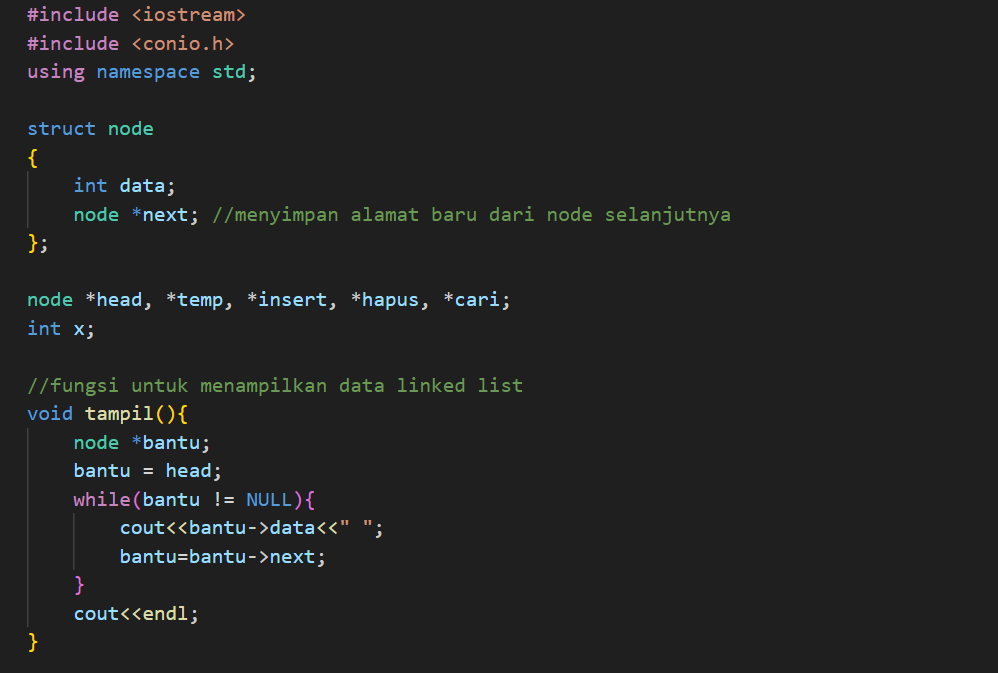 #include <iostream>
#include <conio.h>
using namespace std;
struct node
{
    int data;
    node *next; //menyimpan alamat baru dari node selanjutnya
};
node *head, *temp, *insert, *hapus, *cari;
int x;
//fungsi untuk menampilkan data linked list
void tampil(){
    node *bantu;
    bantu = head;
    while(bantu != NULL){
        cout<<bantu->data<<" ";
        bantu=bantu->next;
    }
    cout<<endl;
}